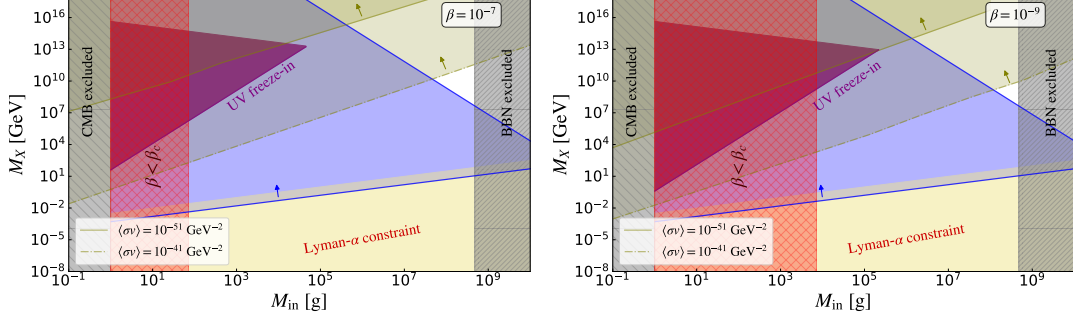 β = 10⁻⁷
10¹⁶
10¹³
10¹⁰
10⁷
10⁴
10¹
10⁻²
10⁻⁵
10⁻⁸
M_X [GeV]
CMB excluded
UV freeze-in
BBN excluded
β < β_c
Lyman-α constraint
⟨σv⟩ = 10⁻⁵¹ GeV⁻²
⟨σv⟩ = 10⁻⁴¹ GeV⁻²
10⁻¹ 10¹ 10³ 10⁵ 10⁷ 10⁹
M_in [g]
β = 10⁻⁹
10¹⁶
10¹³
10¹⁰
10⁷
10⁴
10¹
10⁻²
10⁻⁵
10⁻⁸
M_X [GeV]
CMB excluded
UV freeze-in
BBN excluded
β < β_c
Lyman-α constraint
⟨σv⟩ = 10⁻⁵¹ GeV⁻²
⟨σv⟩ = 10⁻⁴¹ GeV⁻²
10⁻¹ 10¹ 10³ 10⁵ 10⁷ 10⁹
M_in [g]